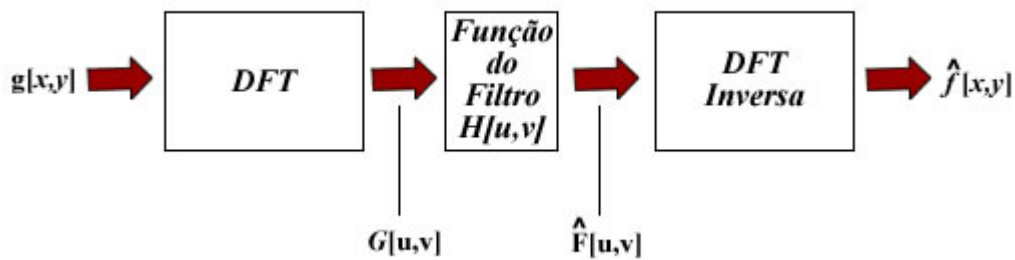 g[x,y]
DFT
Função
do
Filtro
H[u,v]
DFT
Inversa
f̂[x,y]
G[u,v]
F̂[u,v]